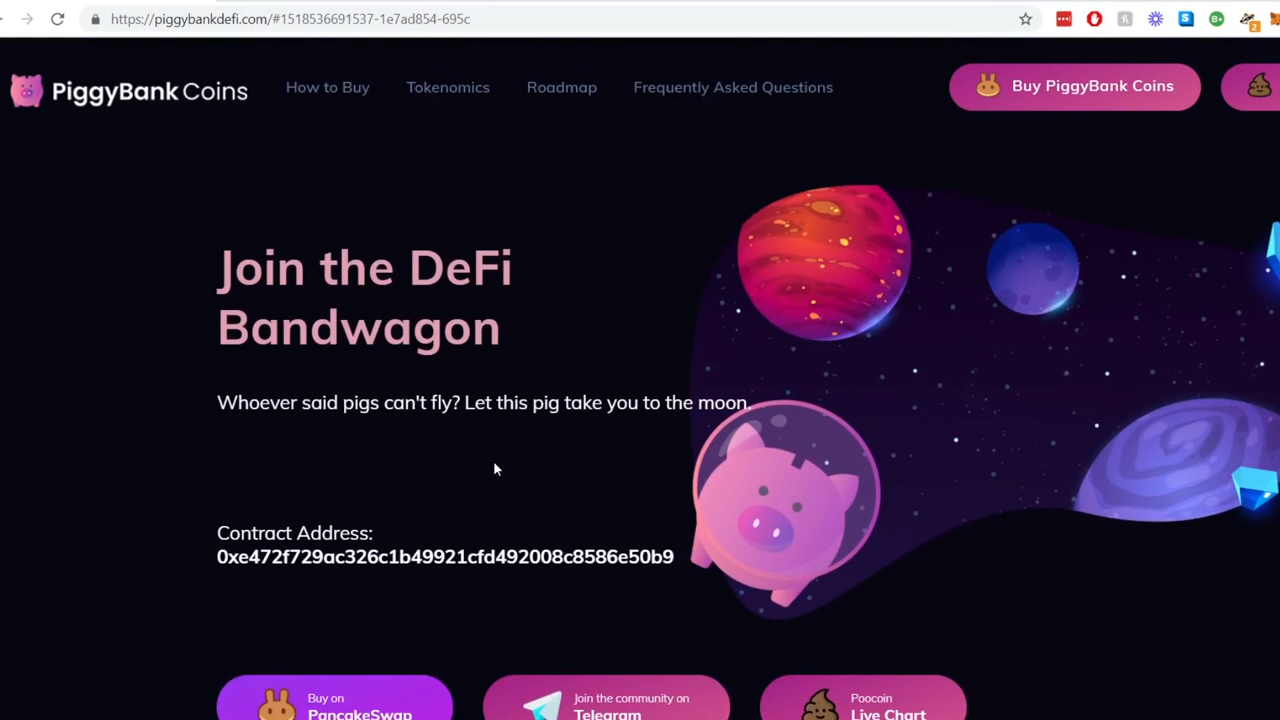 https://piggybankdefi.com/#1518536691537-1e7ad854-695c
PiggyBank Coins
How to Buy
Tokenomics
Roadmap
Frequently Asked Questions
Buy PiggyBank Coins
Join the DeFi
Bandwagon
Whoever said pigs can't fly? Let this pig take you to the moon.
Contract Address:
0xe472f729ac326c1b49921cfd492008c8586e50b9
Buy on
PancakeSwap
Join the community on
Telegram
Poocoin
Live Chart
S
B+
2